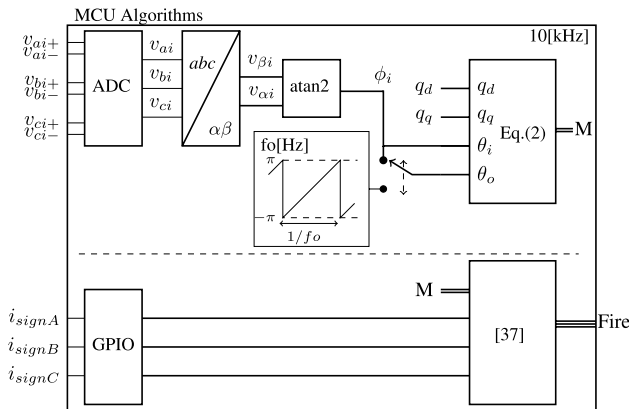 MCU Algorithms
10[kHz]
v_{ai+}
v_{ai-}
v_{bi+}
v_{bi-}
v_{ci+}
v_{ci-}
ADC
v_{ai}
v_{bi}
v_{ci}
abc
αβ
v_{βi}
v_{αi}
atan2
ϕ_i
q_d
q_q
q_d
q_q
θ_i
θ_o
Eq.(2)
M
fo[Hz]
π
−π
1/fo
i_{signA}
i_{signB}
i_{signC}
GPIO
M
[37]
Fire